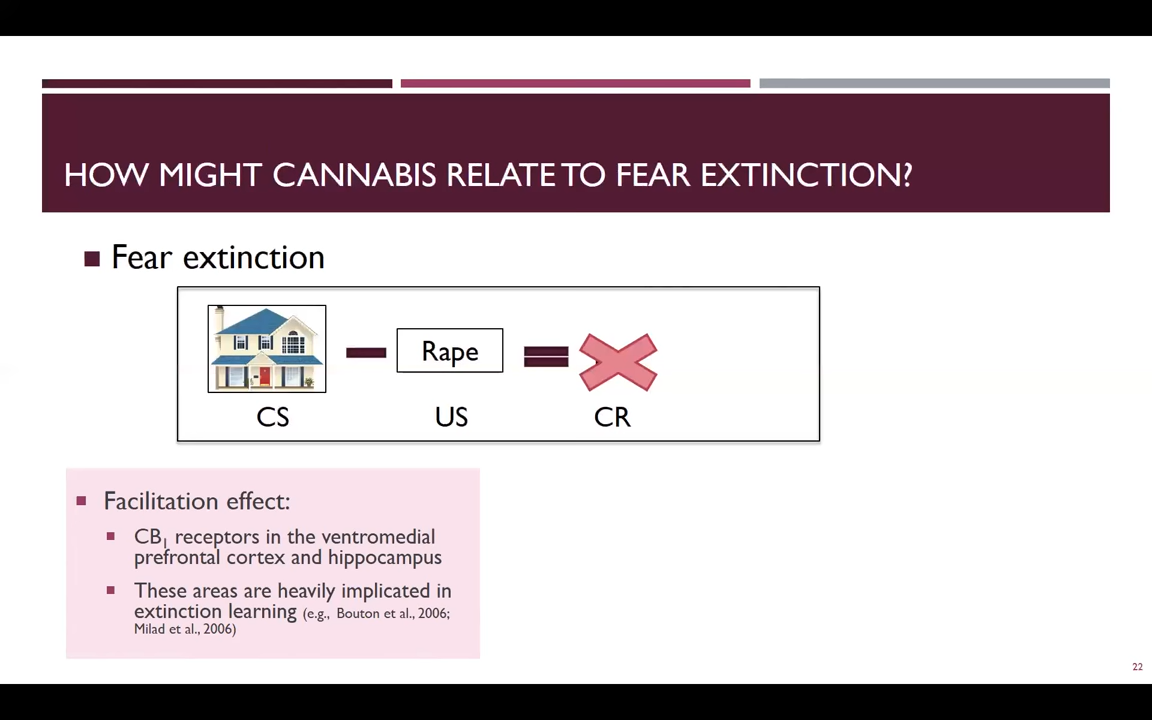 HOW MIGHT CANNABIS RELATE TO FEAR EXTINCTION?
Fear extinction
Rape
CS
US
CR
Facilitation effect:
CB1 receptors in the ventromedial
prefrontal cortex and hippocampus
These areas are heavily implicated in
extinction learning (e.g., Bouton et al., 2006;
Milad et al., 2006)
22